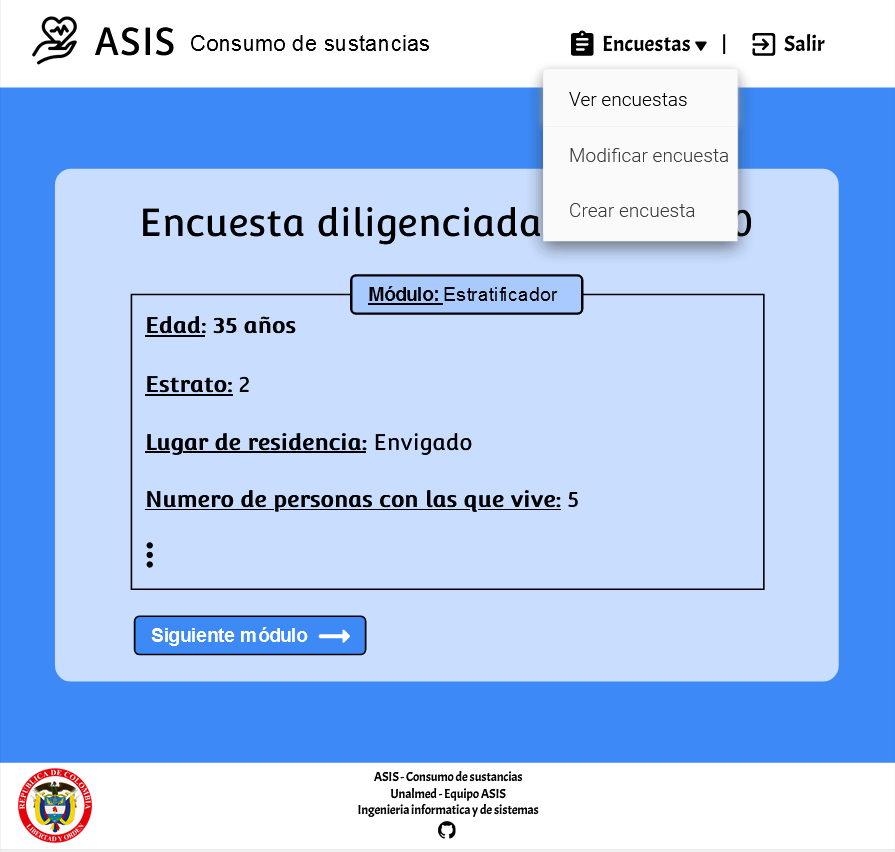 ASIS Consumo de sustancias
Encuestas | Salir
Ver encuestas
Modificar encuesta
Crear encuesta
Encuesta diligenciada
Módulo: Estratificador
Edad: 35 años
Estrato: 2
Lugar de residencia: Envigado
Numero de personas con las que vive: 5
Siguiente módulo
REPUBLICA DE COLOMBIA
LIBERTAD Y ORDEN
ASIS - Consumo de sustancias
Unalmed - Equipo ASIS
Ingenieria informatica y de sistemas